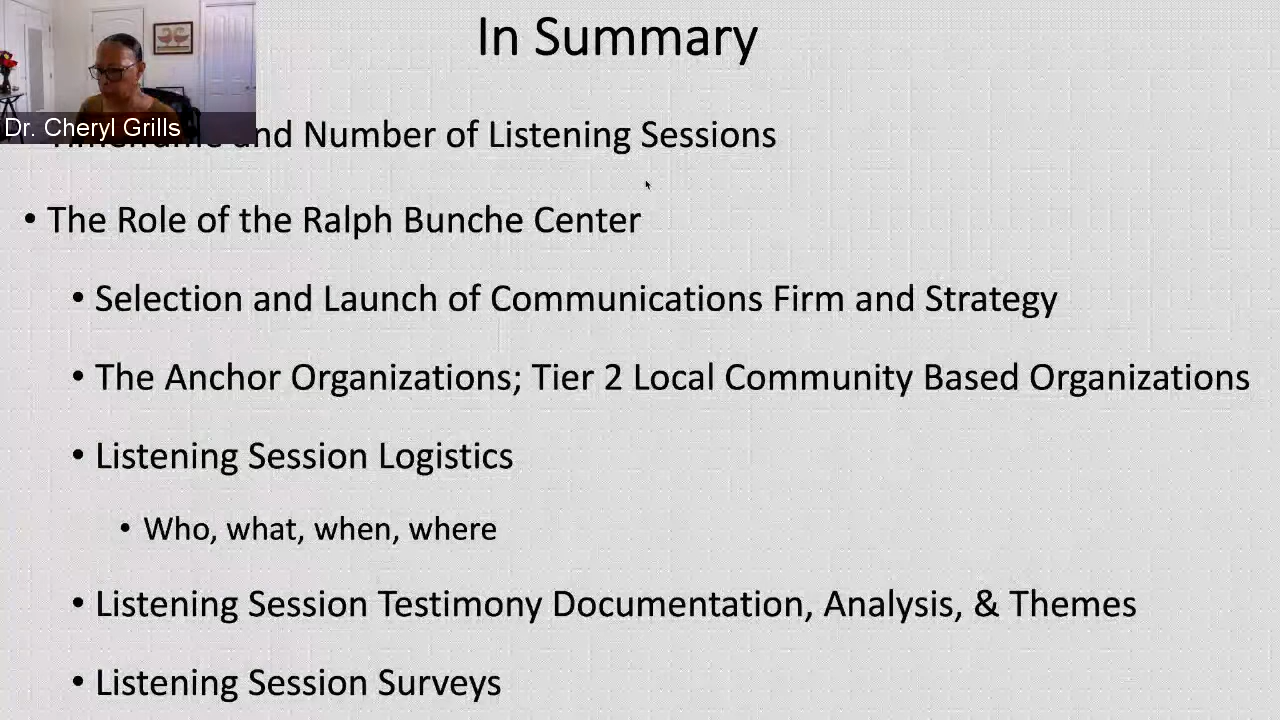 In Summary
Dr. Cheryl Grills
Timeframe and Number of Listening Sessions
• The Role of the Ralph Bunche Center
• Selection and Launch of Communications Firm and Strategy
• The Anchor Organizations; Tier 2 Local Community Based Organizations
• Listening Session Logistics
• Who, what, when, where
• Listening Session Testimony Documentation, Analysis, & Themes
• Listening Session Surveys